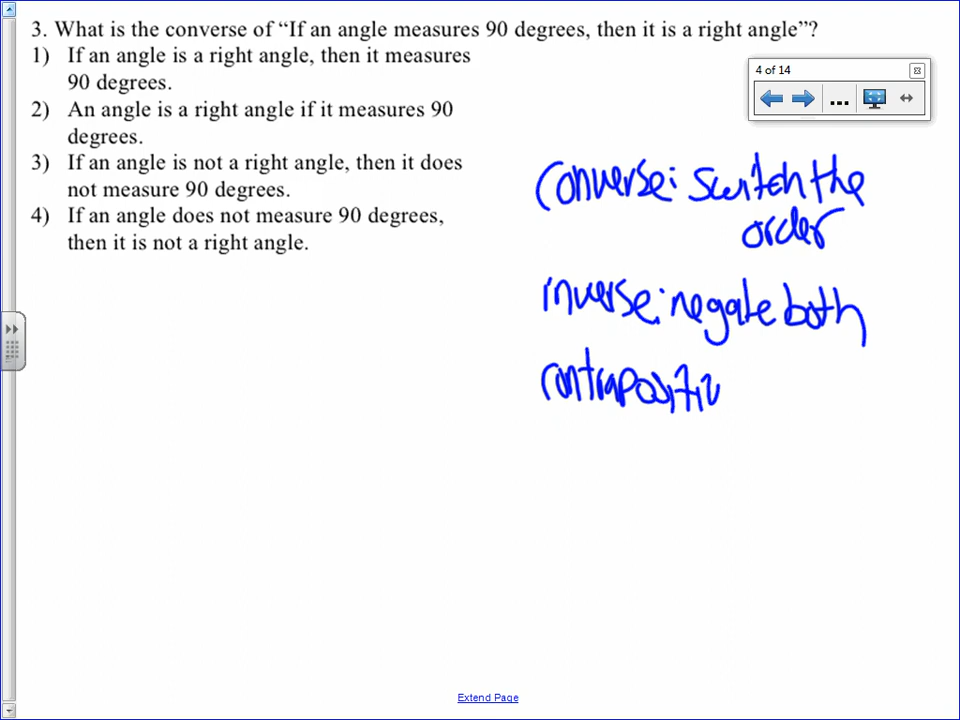 3. What is the converse of “If an angle measures 90 degrees, then it is a right angle”?
1) If an angle is a right angle, then it measures
90 degrees.
2) An angle is a right angle if it measures 90
degrees.
3) If an angle is not a right angle, then it does
not measure 90 degrees.
4) If an angle does not measure 90 degrees,
then it is not a right angle.
4 of 14
...
converse: switch the
order
inverse: negate both
contrapositiv
Extend Page